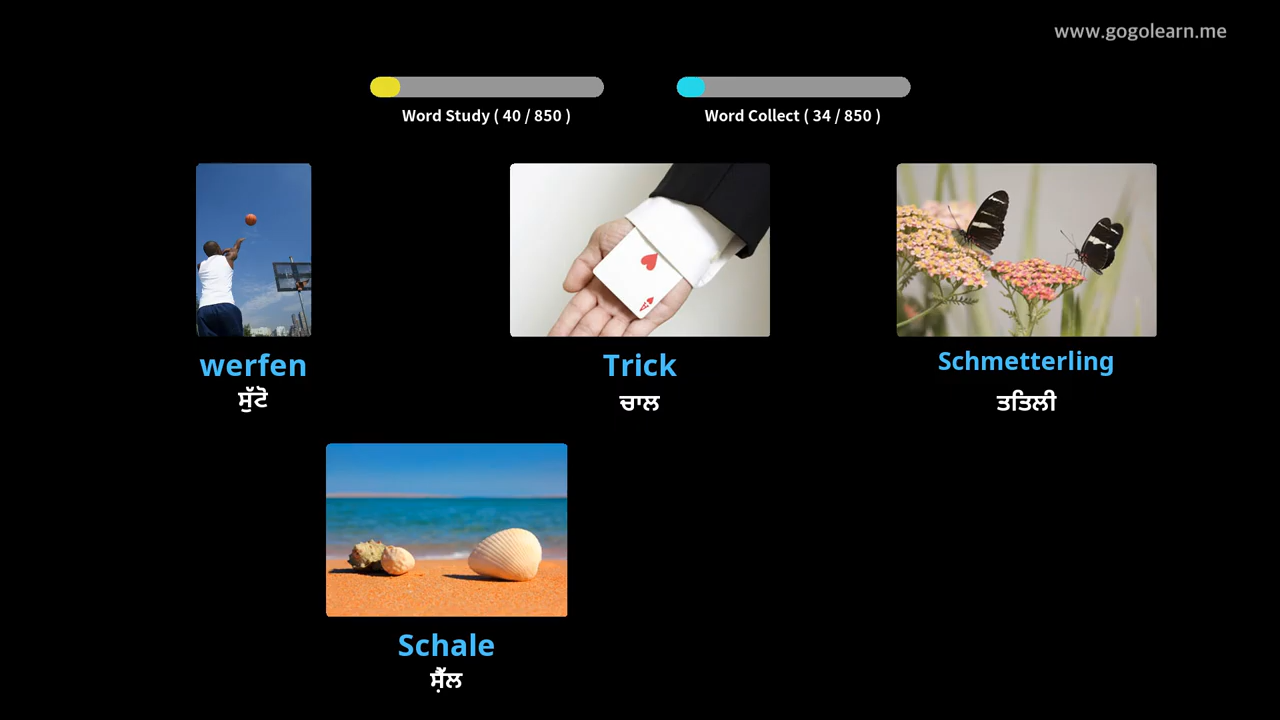 www.gogolearn.me
Word Study ( 40 / 850 )
Word Collect ( 34 / 850 )
werfen
ਸੁੱਟੋ
Trick
ਚਾਲ
Schmetterling
ਤਤਿਲੀ
Schale
ਸ਼ੈੱਲ